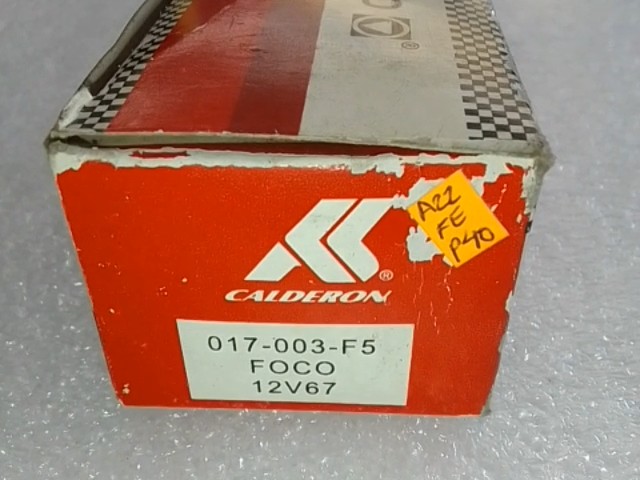 A22
FE
P40
®
CALDERON
017-003-F5
FOCO
12V67